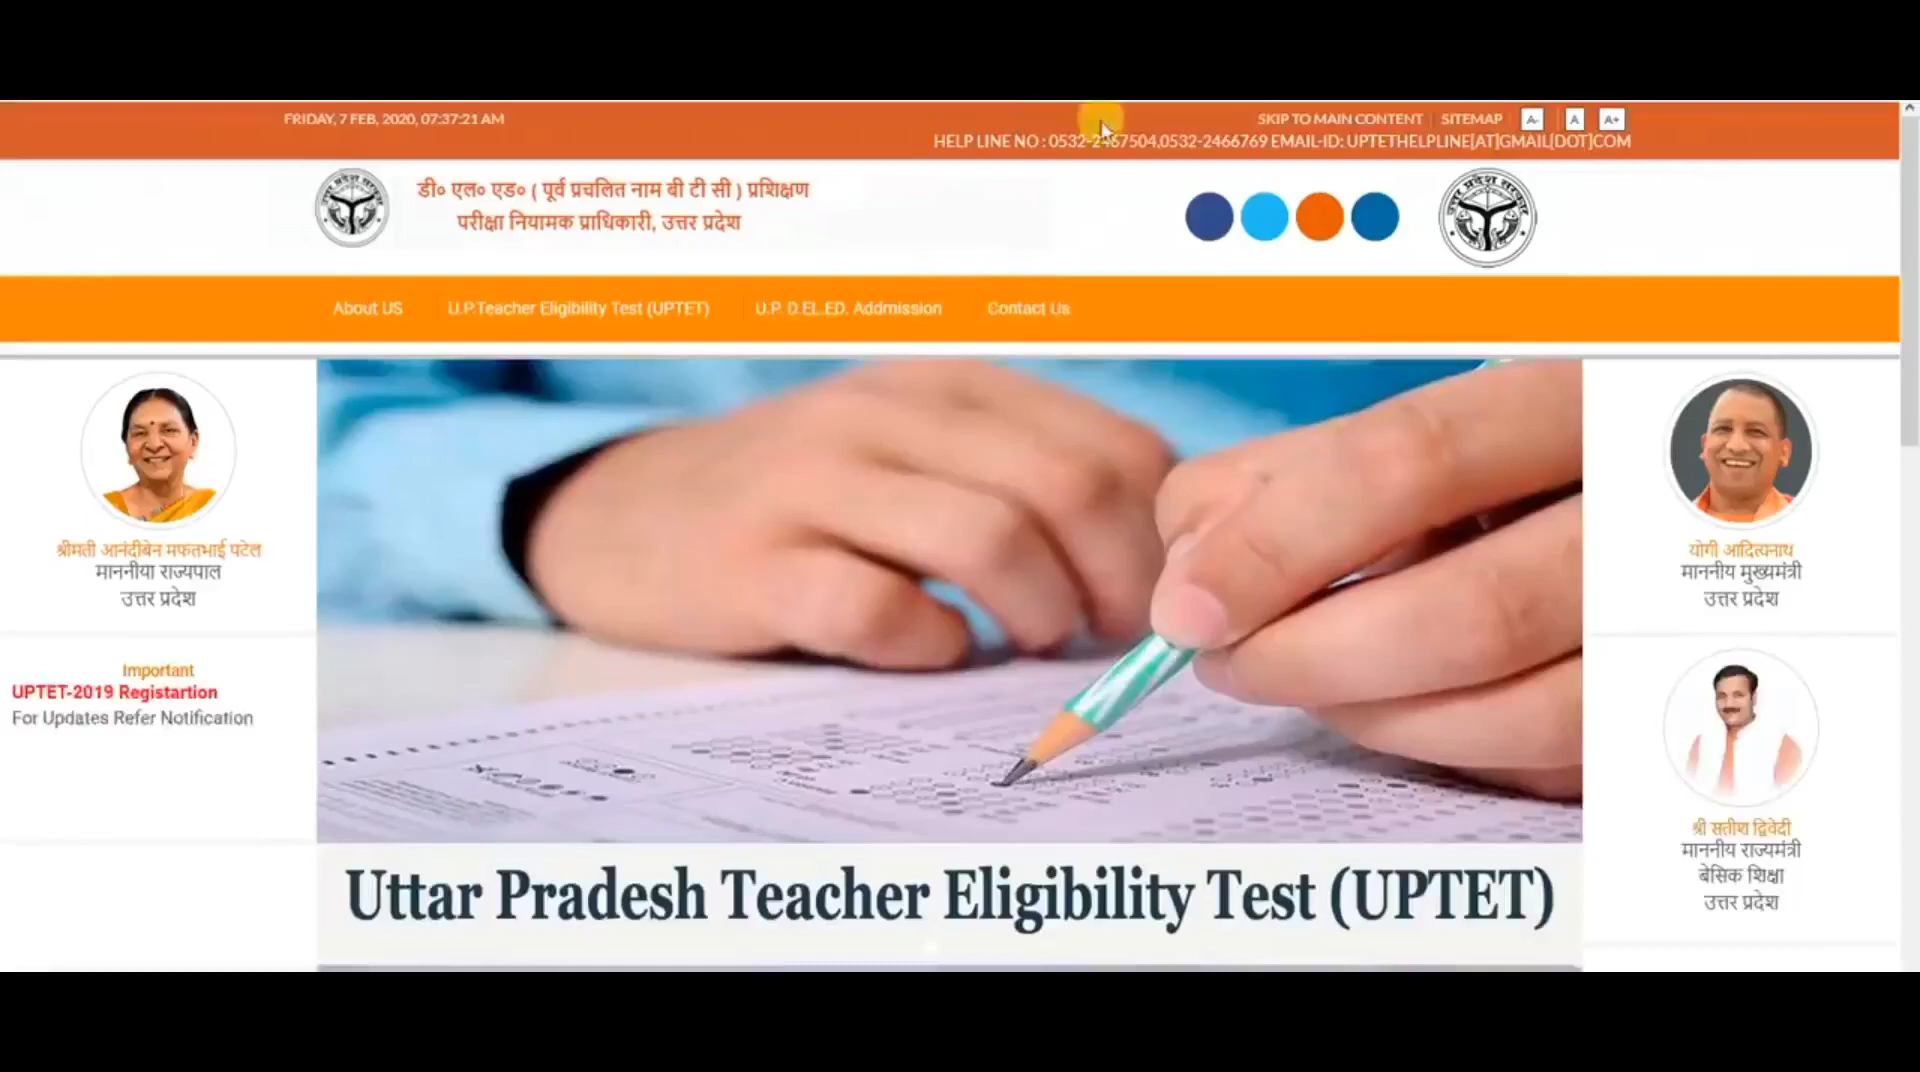 FRIDAY, 7 FEB, 2020, 07:37:21 AM
SKIP TO MAIN CONTENT SITEMAP A- A A+
HELP LINE NO : 0532-2467504,0532-2466769 EMAIL-ID: UPTETHELPLINE[AT]GMAIL[DOT]COM
डी० एल० एड० ( पूर्व प्रचलित नाम बी टी सी ) प्रशिक्षण
परीक्षा नियामक प्राधिकारी, उत्तर प्रदेश
About US U.P.Teacher Eligibility Test (UPTET) U.P. D.EL.ED. Addmission Contact Us
श्रीमती आनंदीबेन मफतभाई पटेल
माननीया राज्यपाल
उत्तर प्रदेश
Important
UPTET-2019 Registartion
For Updates Refer Notification
Uttar Pradesh Teacher Eligibility Test (UPTET)
योगी आदित्यनाथ
माननीय मुख्यमंत्री
उत्तर प्रदेश
श्री सतीश द्विवेदी
माननीय राज्यमंत्री
बेसिक शिक्षा
उत्तर प्रदेश